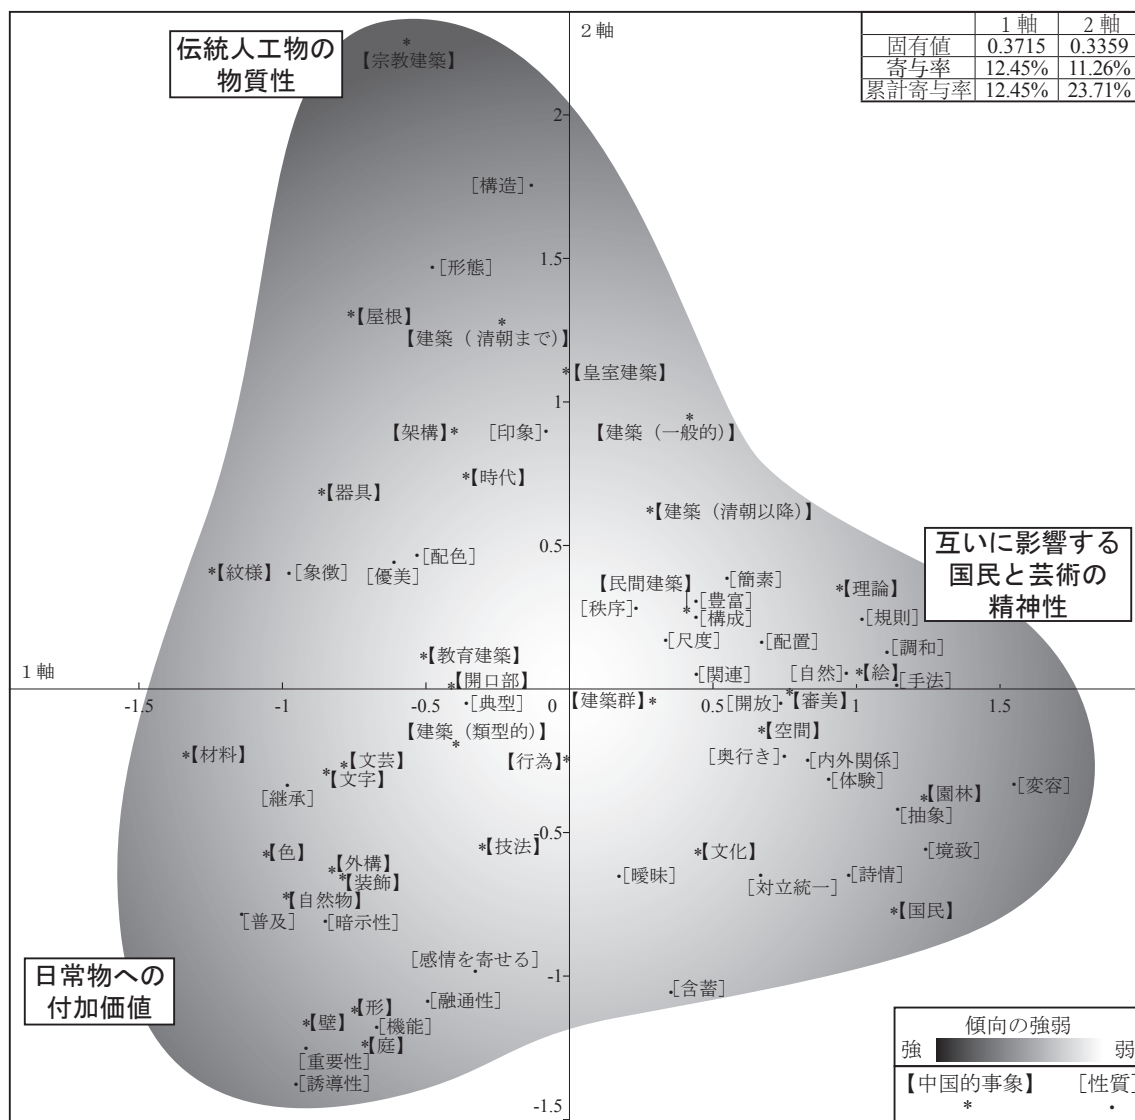 伝統人工物の
物質性
2 軸
1 軸 2 軸
固有値 0.3715 0.3359
寄与率 12.45% 11.26%
累計寄与率 12.45% 23.71%
*
【宗教建築】
2
[構造]・
1.5
・[形態]
*【屋根】
*
【建築（ 清朝まで）】
*【皇室建築】
1
*
【架構】*
[印象]・
【建築（一般的）】
*【時代】
*【器具】
*【建築（清朝以降）】
0.5
互いに影響する
国民と芸術の
精神性
・[配色]
*【紋様】
・[象徴]
[優美]
【民間建築】
*
・[簡素]
*【理論】
[秩序]・
・[豊富]
・[構成]
・[規則]
・[尺度]
・[配置]
・[調和]
1 軸
*【教育建築】
・[関連]
[自然]・
*【絵】
*【開口部】
・[手法]
-1.5
-1
-0.5
0
0.5
1
1.5
・[典型]
【建築群】*
[開放]・
*【審美】
【建築（類型的）】
*
*【空間】
*【材料】
*【文芸】
【行為】*
[奥行き]・
・[内外関係]
*【文字】
・[体験]
[継承]
*【園林】
・[変容]
・[抽象]
-0.5
*【色】
*【技法】
*【文化】
・[境致]
*【外構】
*【装飾】
・[曖昧]
[対立統一]
・[詩情]
*【自然物】
・[普及]
・[暗示性]
*【国民】
日常物への
付加価値
[感情を寄せる]
-1
・[含蓄]
・[融通性]
*【形】
*【壁】
・[機能]
*【庭】
[重要性]
・[誘導性]
-1.5
傾向の強弱
強 弱
【中国的事象】 [性質]
* ・